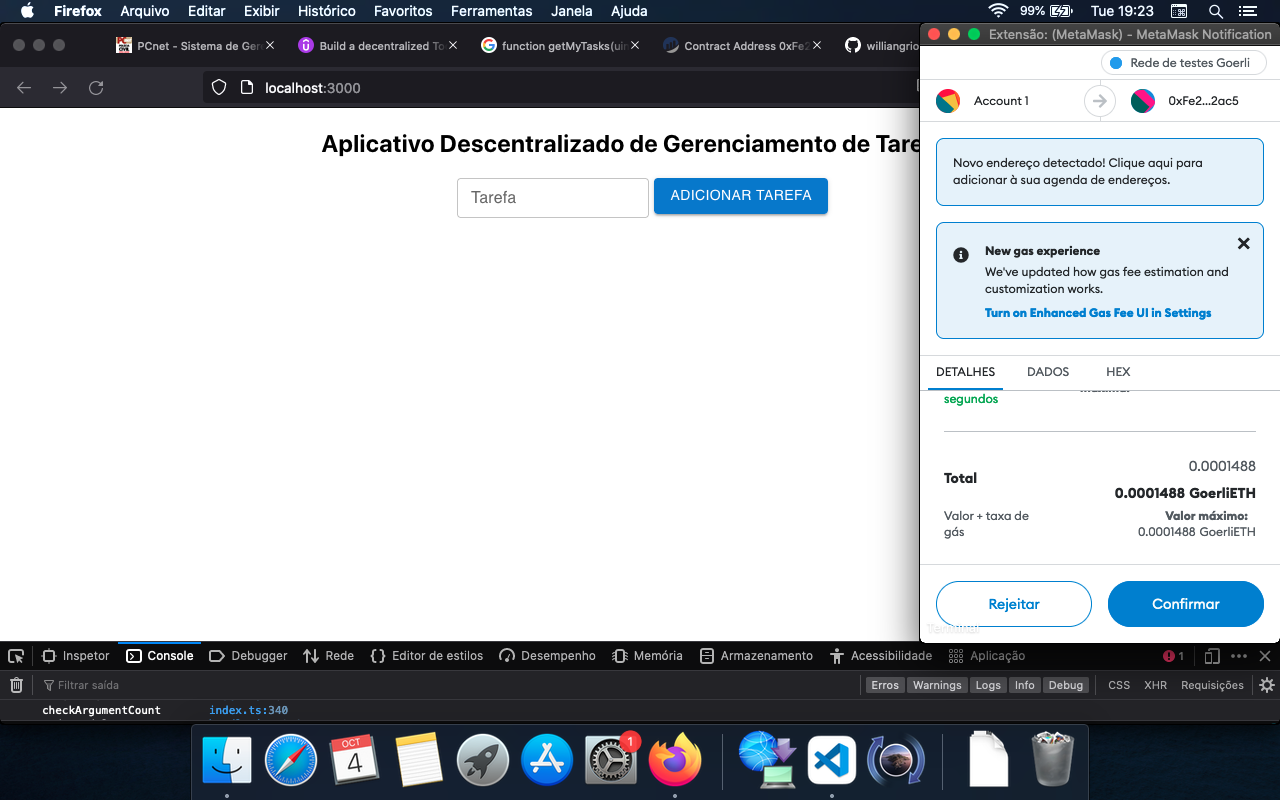 Firefox Arquivo Editar Exibir Histórico Favoritos Ferramentas Janela Ajuda 99% Tue 19:23
PCnet - Sistema de Ger
Build a decentralized To
function getMyTasks(uin
Contract Address 0xFe2
williangrio
localhost:3000
Aplicativo Descentralizado de Gerenciamento de Tare
Tarefa
ADICIONAR TAREFA
Extensão: (MetaMask) - MetaMask Notification
Rede de testes Goerli
Account 1
0xFe2...2ac5
Novo endereço detectado! Clique aqui para
adicionar à sua agenda de endereços.
New gas experience
We've updated how gas fee estimation and
customization works.
Turn on Enhanced Gas Fee UI in Settings
DETALHES DADOS HEX
segundos
0.0001488
Total
0.0001488 GoerliETH
Valor + taxa de
gás
Valor máximo:
0.0001488 GoerliETH
Rejeitar
Confirmar
Terminal
Inspetor Console Debugger Rede Editor de estilos Desempenho Memória Armazenamento Acessibilidade Aplicação 1
Filtrar saída
Erros Warnings Logs Info Debug CSS XHR Requisições
checkArgumentCount index.ts:340
OCT
4
1